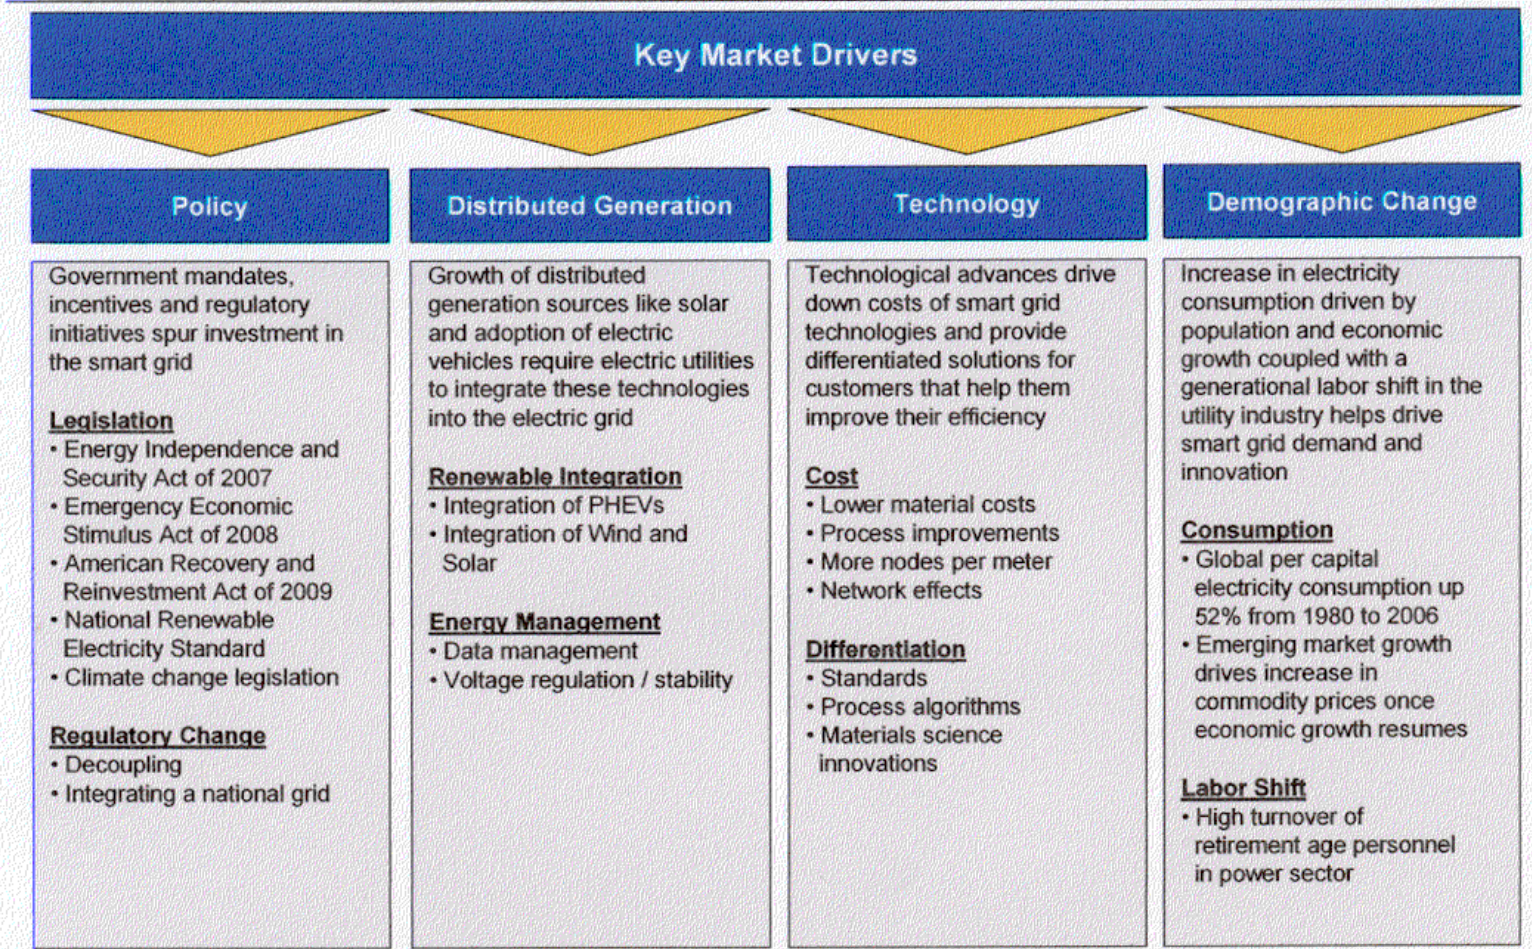 Key Market Drivers
Policy
Government mandates,
incentives and regulatory
initiatives spur investment in
the smart grid
Legislation
• Energy Independence and
Security Act of 2007
• Emergency Economic
Stimulus Act of 2008
• American Recovery and
Reinvestment Act of 2009
• National Renewable
Electricity Standard
• Climate change legislation
Regulatory Change
• Decoupling
• Integrating a national grid
Distributed Generation
Growth of distributed
generation sources like solar
and adoption of electric
vehicles require electric utilities
to integrate these technologies
into the electric grid
Renewable Integration
• Integration of PHEVs
• Integration of Wind and
Solar
Energy Management
• Data management
• Voltage regulation / stability
Technology
Technological advances drive
down costs of smart grid
technologies and provide
differentiated solutions for
customers that help them
improve their efficiency
Cost
• Lower material costs
• Process improvements
• More nodes per meter
• Network effects
Differentiation
• Standards
• Process algorithms
• Materials science
innovations
Demographic Change
Increase in electricity
consumption driven by
population and economic
growth coupled with a
generational labor shift in the
utility industry helps drive
smart grid demand and
innovation
Consumption
• Global per capital
electricity consumption up
52% from 1980 to 2006
• Emerging market growth
drives increase in
commodity prices once
economic growth resumes
Labor Shift
• High turnover of
retirement age personnel
in power sector